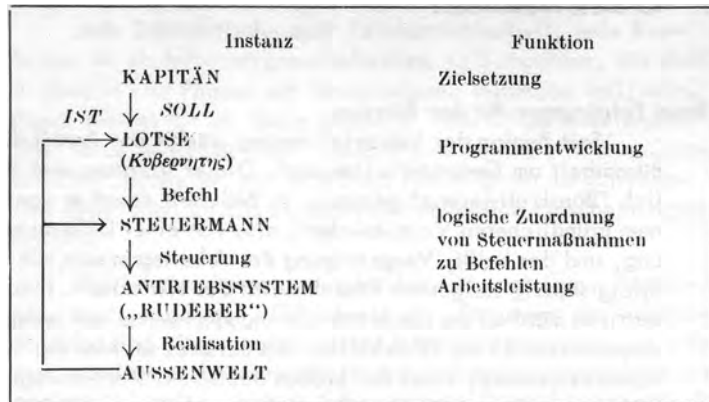 Instanz Funktion
KAPITÄN Zielsetzung
IST SOLL
LOTSE Programmentwicklung
(Κυβερνητης)
Befehl
STEUERMANN logische Zuordnung
von Steuermaßnahmen
Steuerung zu Befehlen
ANTRIEBSSYSTEM Arbeitsleistung
(„RUDERER“)
Realisation
AUSSENWELT